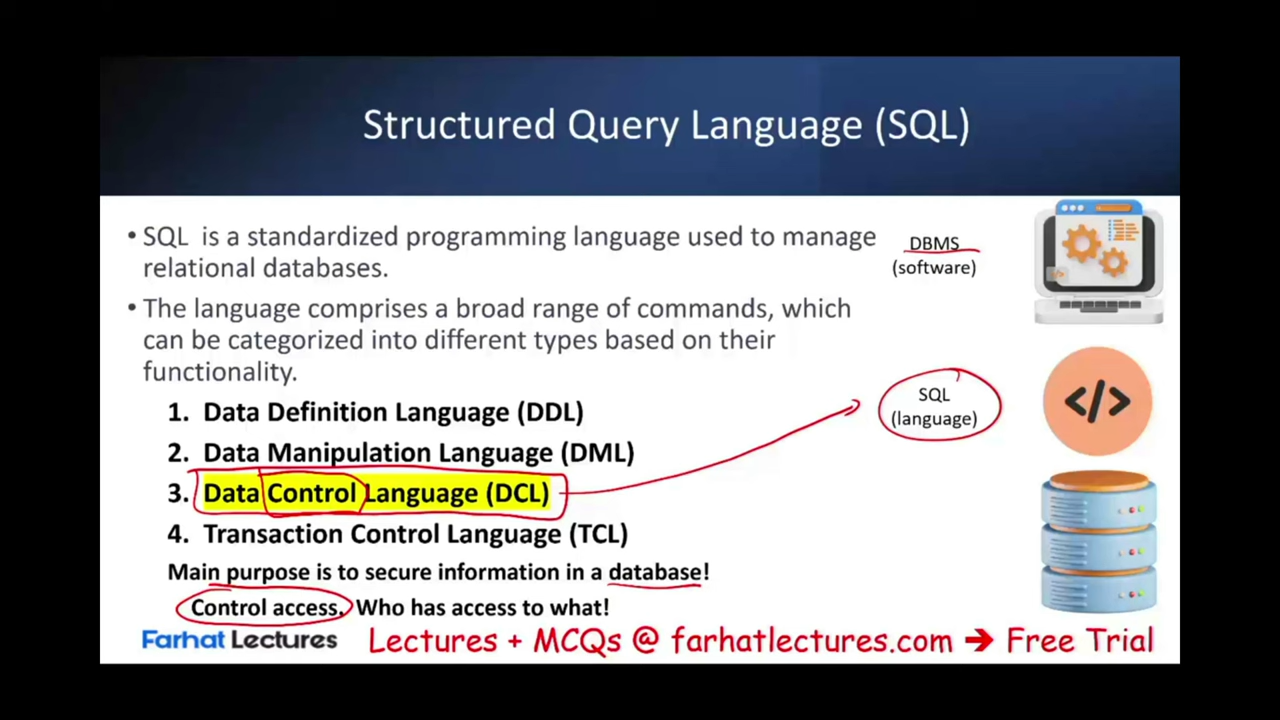 Structured Query Language (SQL)
• SQL is a standardized programming language used to manage
relational databases.
• The language comprises a broad range of commands, which
can be categorized into different types based on their
functionality.
1. Data Definition Language (DDL)
2. Data Manipulation Language (DML)
3. Data Control Language (DCL)
4. Transaction Control Language (TCL)
Main purpose is to secure information in a database!
Control access. Who has access to what!
DBMS
(software)
SQL
(language)
</>
Farhat Lectures
Lectures + MCQs @ farhatlectures.com ➔ Free Trial